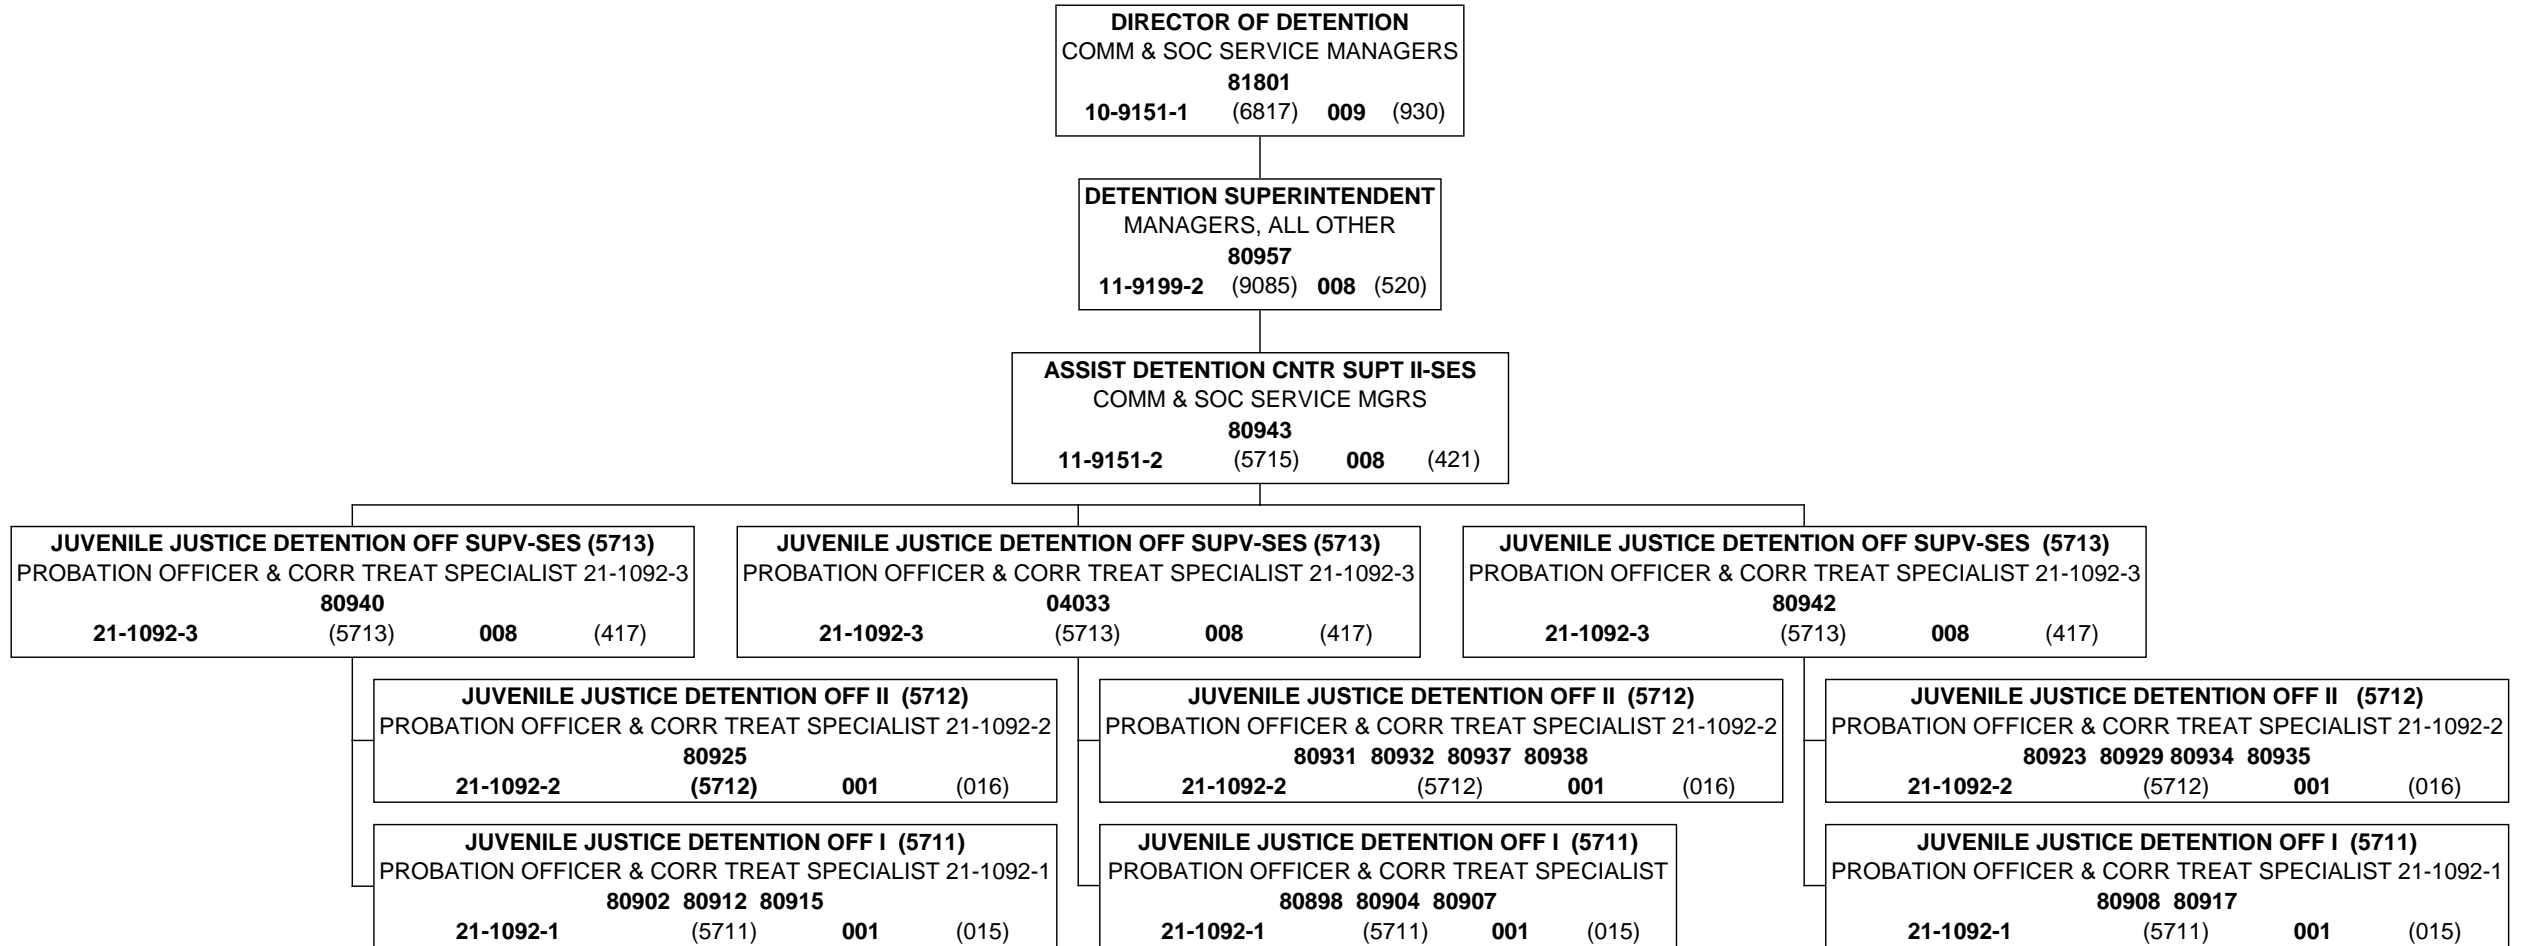 DIRECTOR OF DETENTION
COMM & SOC SERVICE MANAGERS
81801
10-9151-1 (6817) 009 (930)
DETENTION SUPERINTENDENT
MANAGERS, ALL OTHER
80957
11-9199-2 (9085) 008 (520)
ASSIST DETENTION CNTR SUPT II-SES
COMM & SOC SERVICE MGRS
80943
11-9151-2 (5715) 008 (421)
JUVENILE JUSTICE DETENTION OFF SUPV-SES (5713)
PROBATION OFFICER & CORR TREAT SPECIALIST 21-1092-3
80940
21-1092-3 (5713) 008 (417)
JUVENILE JUSTICE DETENTION OFF II (5712)
PROBATION OFFICER & CORR TREAT SPECIALIST 21-1092-2
80925
21-1092-2 (5712) 001 (016)
JUVENILE JUSTICE DETENTION OFF I (5711)
PROBATION OFFICER & CORR TREAT SPECIALIST 21-1092-1
80902 80912 80915
21-1092-1 (5711) 001 (015)
JUVENILE JUSTICE DETENTION OFF SUPV-SES (5713)
PROBATION OFFICER & CORR TREAT SPECIALIST 21-1092-3
04033
21-1092-3 (5713) 008 (417)
JUVENILE JUSTICE DETENTION OFF II (5712)
PROBATION OFFICER & CORR TREAT SPECIALIST 21-1092-2
80931 80932 80937 80938
21-1092-2 (5712) 001 (016)
JUVENILE JUSTICE DETENTION OFF I (5711)
PROBATION OFFICER & CORR TREAT SPECIALIST
80898 80904 80907
21-1092-1 (5711) 001 (015)
JUVENILE JUSTICE DETENTION OFF SUPV-SES (5713)
PROBATION OFFICER & CORR TREAT SPECIALIST 21-1092-3
80942
21-1092-3 (5713) 008 (417)
JUVENILE JUSTICE DETENTION OFF II (5712)
PROBATION OFFICER & CORR TREAT SPECIALIST 21-1092-2
80923 80929 80934 80935
21-1092-2 (5712) 001 (016)
JUVENILE JUSTICE DETENTION OFF I (5711)
PROBATION OFFICER & CORR TREAT SPECIALIST 21-1092-1
80908 80917
21-1092-1 (5711) 001 (015)